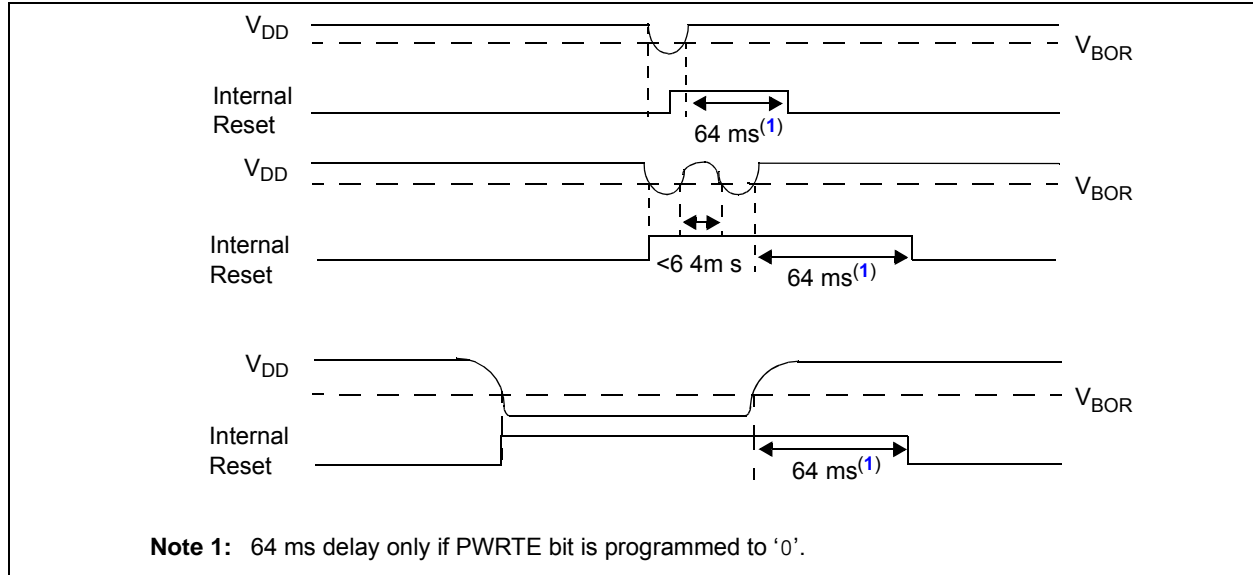 VDD
VBOR
Internal
Reset
64 ms(1)
VDD
VBOR
Internal
Reset
<6 4m s
64 ms(1)
VDD
VBOR
Internal
Reset
64 ms(1)
Note 1: 64 ms delay only if PWRTE bit is programmed to ‘0’.